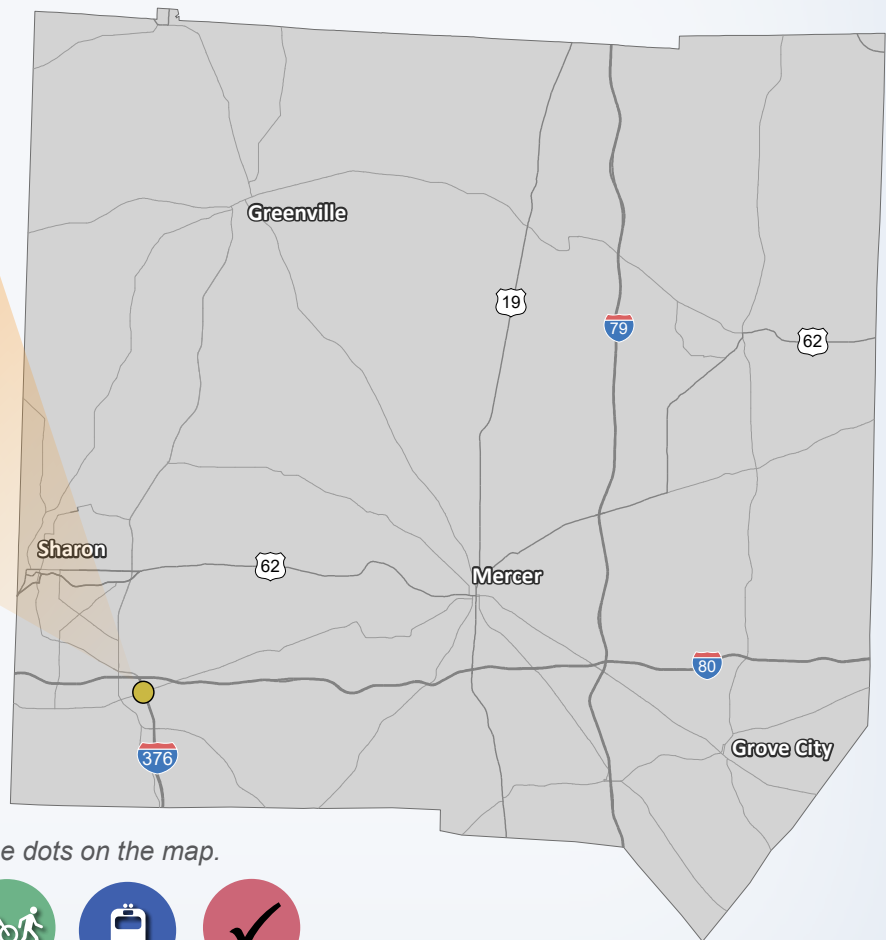 Greenville
19
79
62
Sharon
62
Mercer
80
Grove City
376
e dots on the map.